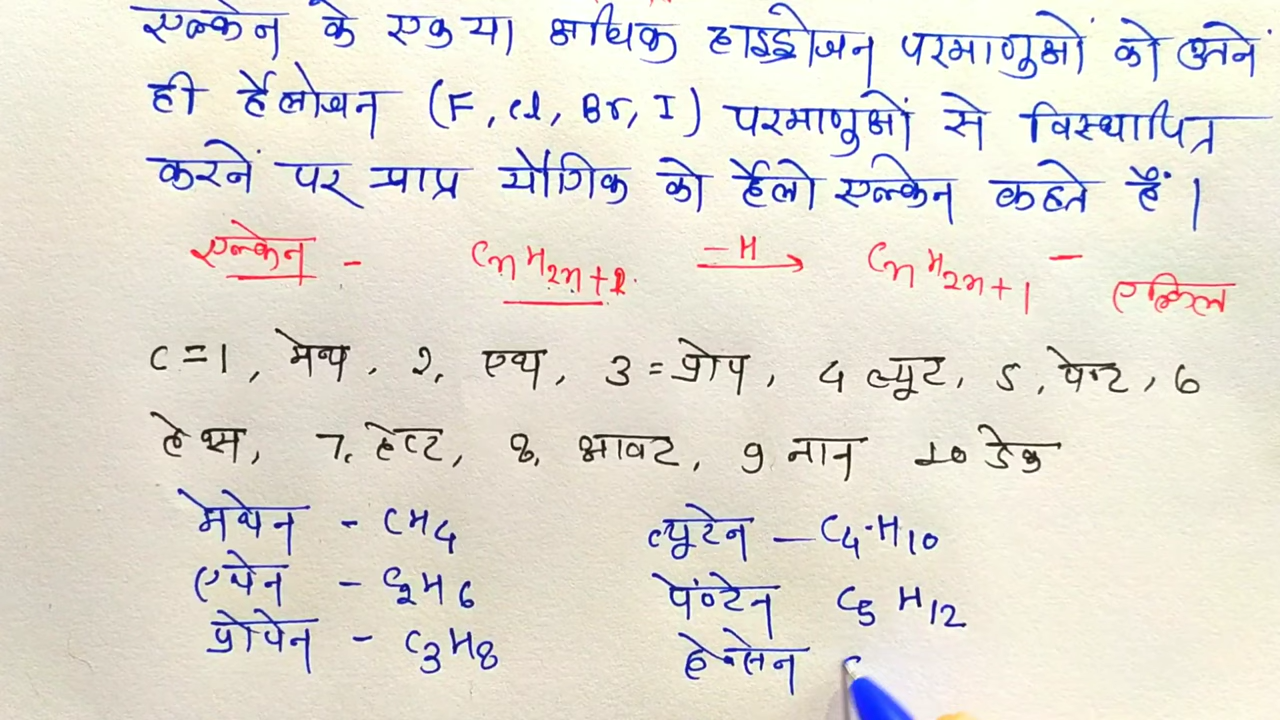 एल्केन के एक या अधिक हाइड्रोजन परमाणुओं को उतनें
ही हैलोजन (F, Cl, Br, I) परमाणुओं से विस्थापित
करनें पर प्राप्त यौगिक को हैलो एल्केन कहते हैं।
एल्केन - CnH2n+2 —H→ CnH2n+1 — एल्किल
C=1, मेथ, 2, एथ, 3=प्रोप, 4 ब्यूट, 5, पेन्ट, 6
हेक्स, 7, हेप्ट, 8, आक्ट, 9 नान 10 डेक
मेथेन - CH4 ब्यूटेन — C4H10
एथेन - C2H6 पेंन्टेन C5 H12
प्रोपेन - C3H8 हेक्सेन C